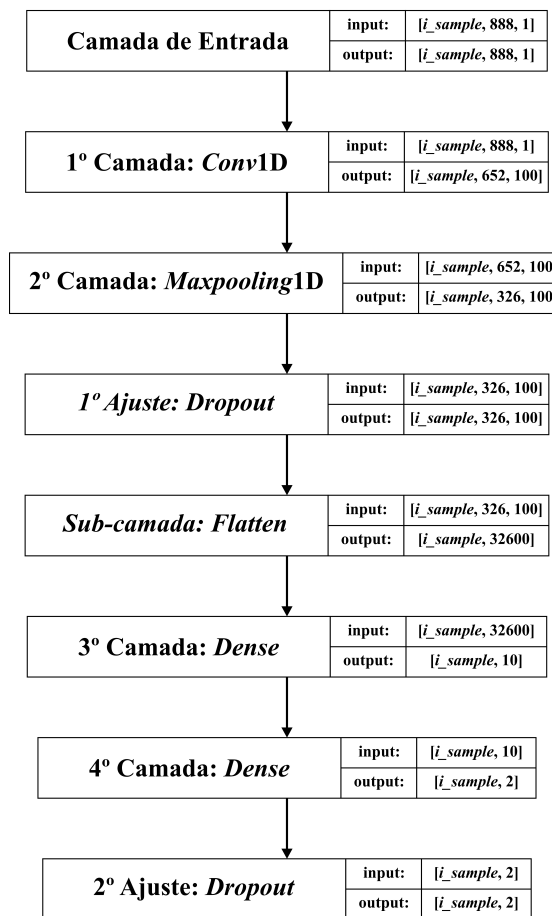 Camada de Entrada
input: [i_sample, 888, 1]
output: [i_sample, 888, 1]
1º Camada: Conv1D
input: [i_sample, 888, 1]
output: [i_sample, 652, 100]
2º Camada: Maxpooling1D
input: [i_sample, 652, 100
output: [i_sample, 326, 100
1º Ajuste: Dropout
input: [i_sample, 326, 100]
output: [i_sample, 326, 100]
Sub-camada: Flatten
input: [i_sample, 326, 100]
output: [i_sample, 32600]
3º Camada: Dense
input: [i_sample, 32600]
output: [i_sample, 10]
4º Camada: Dense
input: [i_sample, 10]
output: [i_sample, 2]
2º Ajuste: Dropout
input: [i_sample, 2]
output: [i_sample, 2]